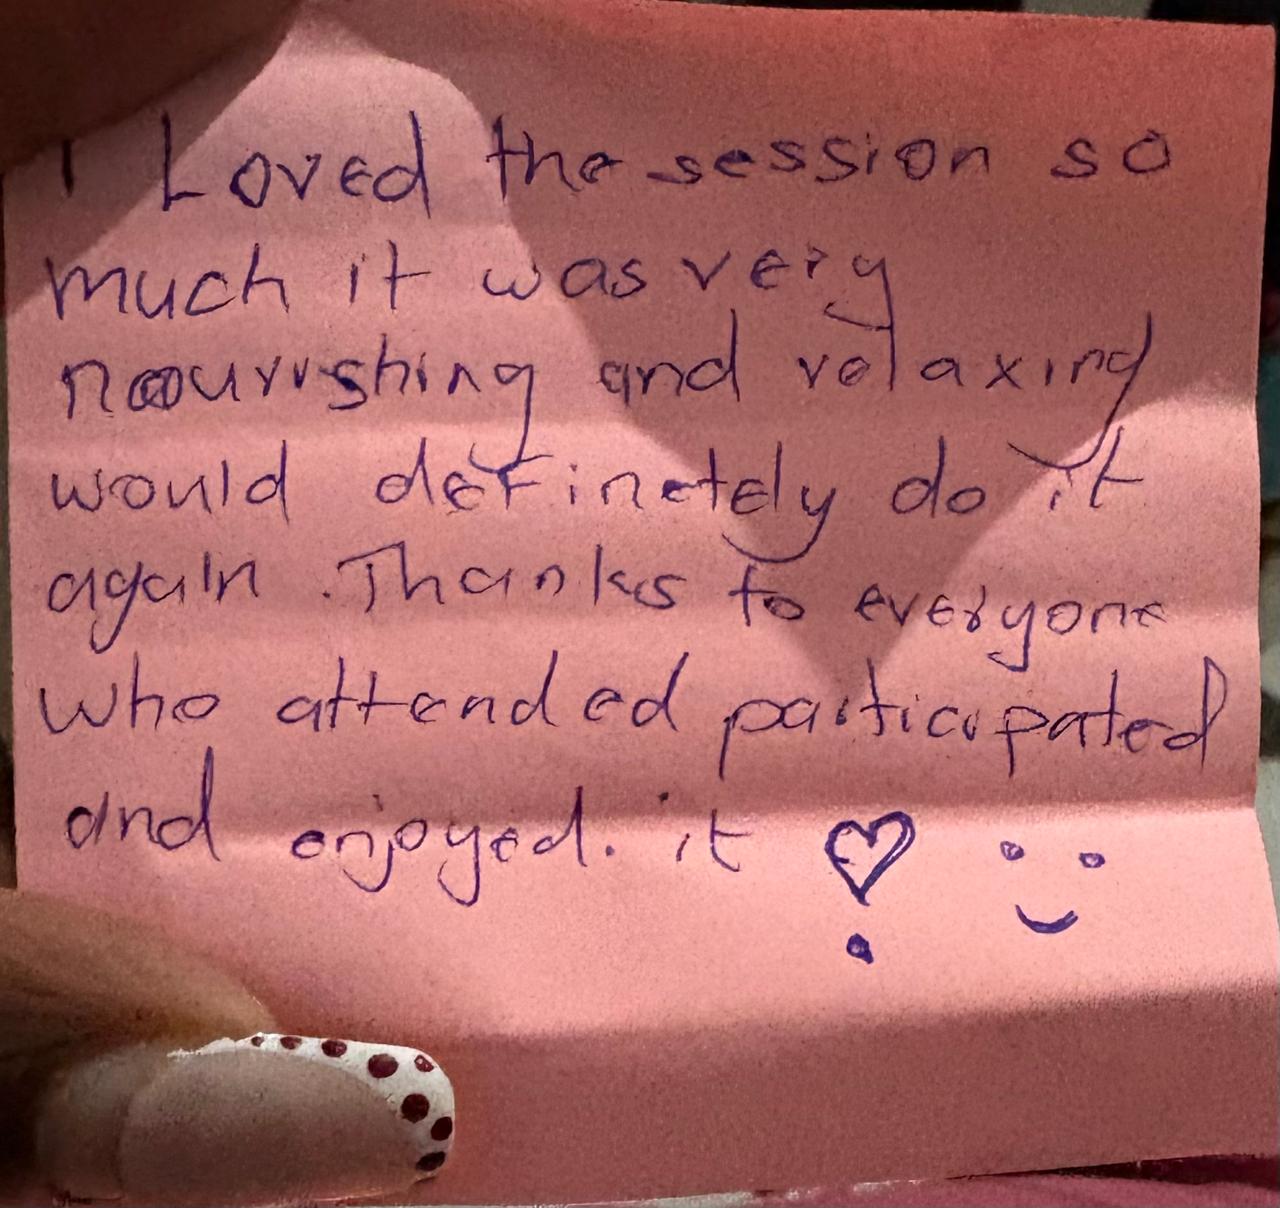 I Loved the session so
much it was very
noourishing and relaxing
would definetely do it
again. Thanks to everyone
who attended participated
and enjoyed. it